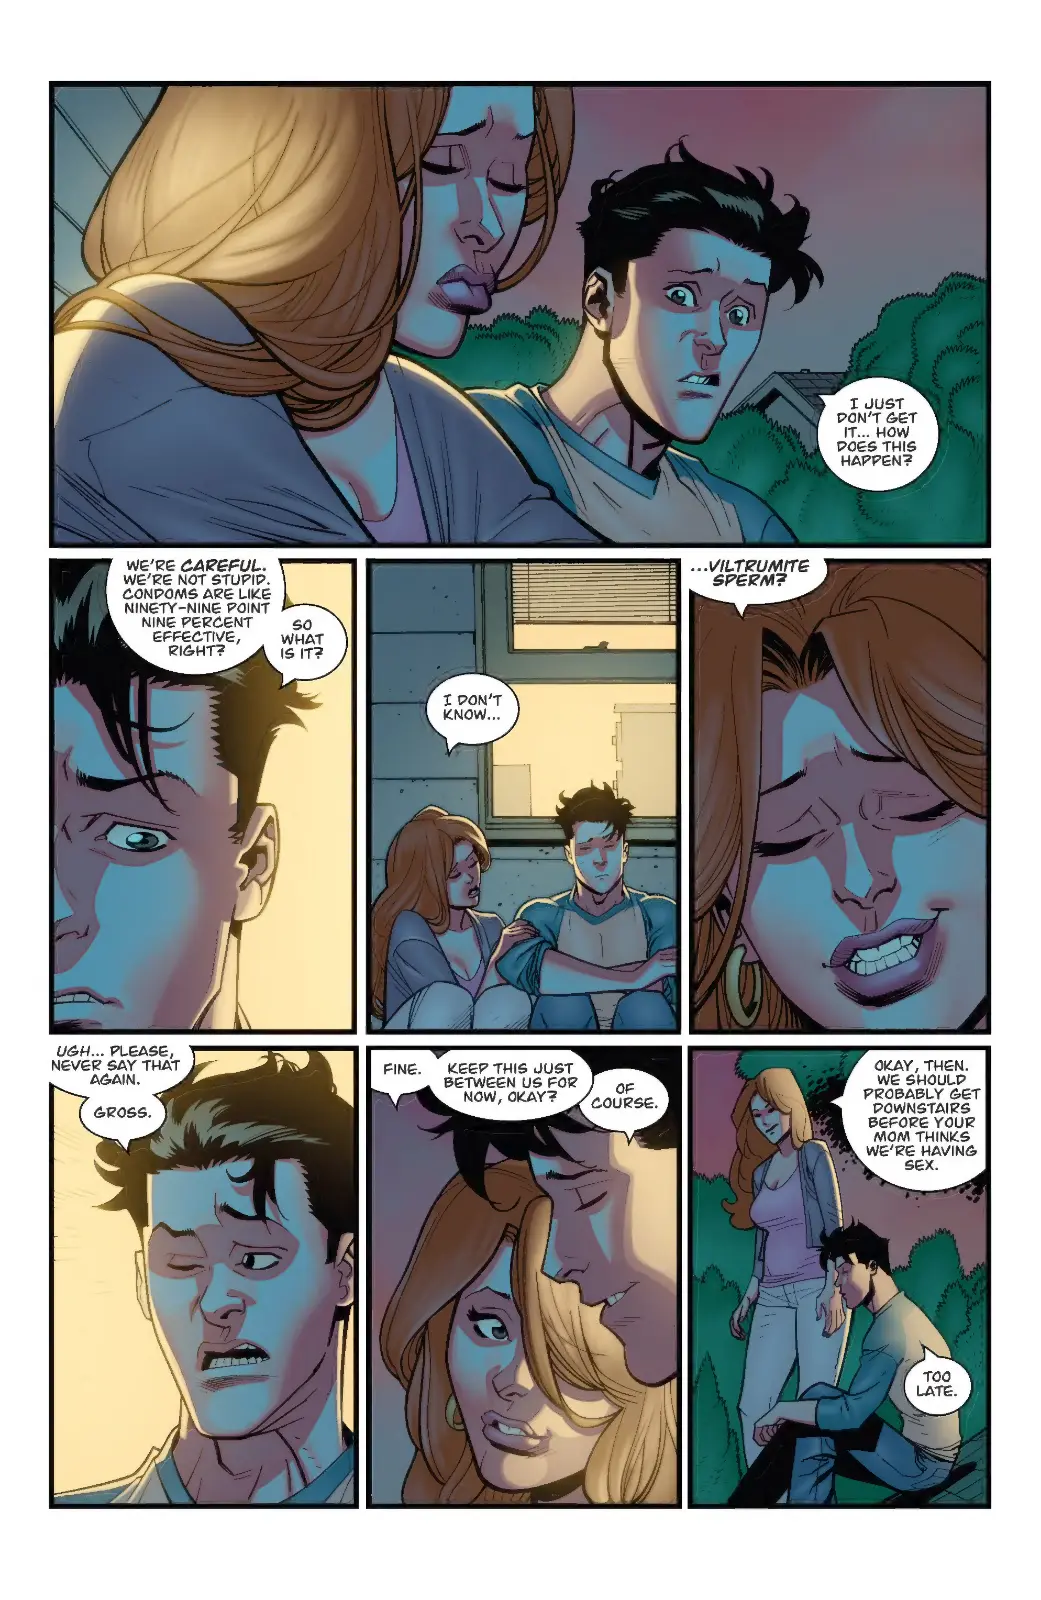 I JUST
DON'T GET
IT... HOW
DOES THIS
HAPPEN?
WE'RE CAREFUL.
WE'RE NOT STUPID.
CONDOMS ARE LIKE
NINETY-NINE POINT
NINE PERCENT
EFFECTIVE,
RIGHT?
SO
WHAT
IS IT?
I DON'T
KNOW...
...VILTRUMITE
SPERM?
UGH... PLEASE,
NEVER SAY THAT
AGAIN.
GROSS.
FINE.
KEEP THIS JUST
BETWEEN US FOR
NOW, OKAY?
OF
COURSE.
OKAY, THEN.
WE SHOULD
PROBABLY GET
DOWNSTAIRS
BEFORE YOUR
MOM THINKS
WE'RE HAVING
SEX.
TOO
LATE.